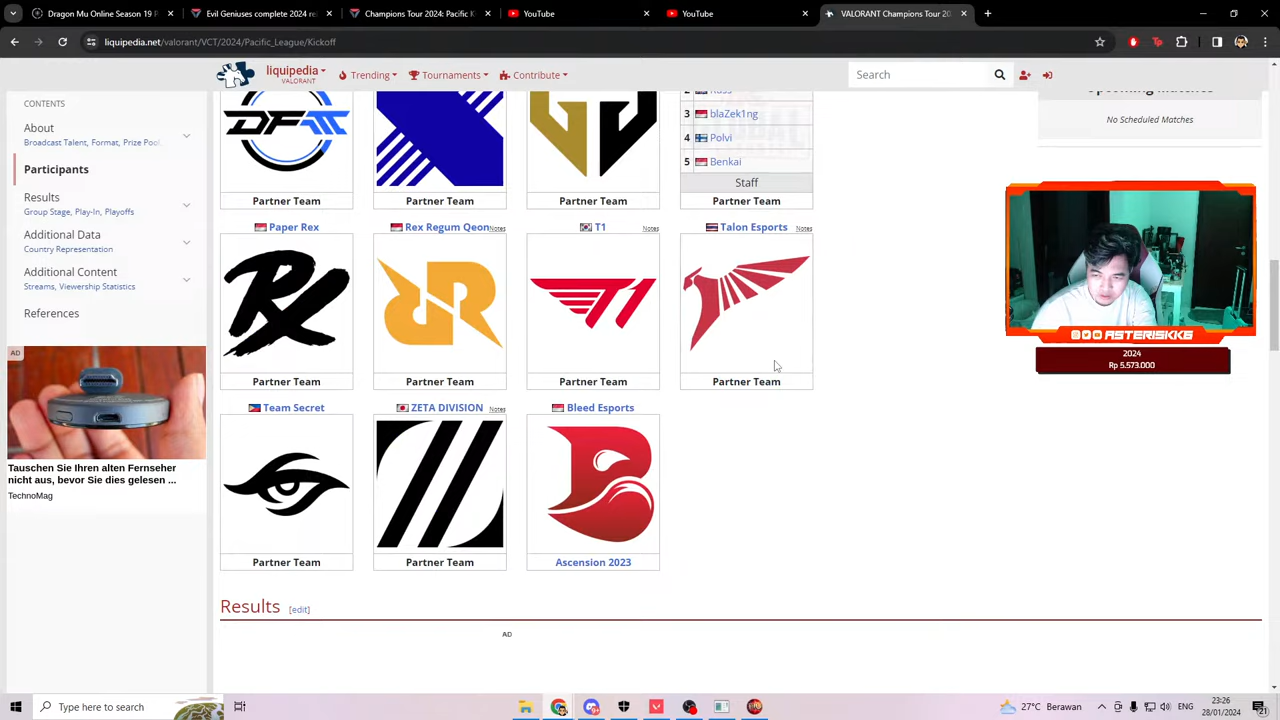 Dragon Mu Online Season 19 P
Evil Geniuses complete 2024 re
Champions Tour 2024: Pacific K
YouTube
YouTube
VALORANT Champions Tour 20
liquipedia.net/valorant/VCT/2024/Pacific_League/Kickoff
liquipedia
VALORANT
Trending
Tournaments
Contribute
Search
CONTENTS
About
Broadcast Talent, Format, Prize Pool
Participants
Results
Group Stage, Play-In, Playoffs
Additional Data
Country Representation
Additional Content
Streams, Viewership Statistics
References
AD
Tauschen Sie Ihren alten Fernseher
nicht aus, bevor Sie dies gelesen ...
TechnoMag
DFM
3 blaZek1ng
4 Polvi
5 Benkai
Staff
No Scheduled Matches
Partner Team
Partner Team
Partner Team
Partner Team
Paper Rex
Rex Regum Qeon
Notes
T1
Notes
Talon Esports
Notes
T1
Partner Team
Partner Team
Partner Team
Partner Team
Team Secret
ZETA DIVISION
Notes
Bleed Esports
Partner Team
Partner Team
Ascension 2023
Results
[edit]
AD
ASTERISKKE
2024
Rp 5.573.000
Type here to search
27°C Berawan
ENG
23:26
28/01/2024
21